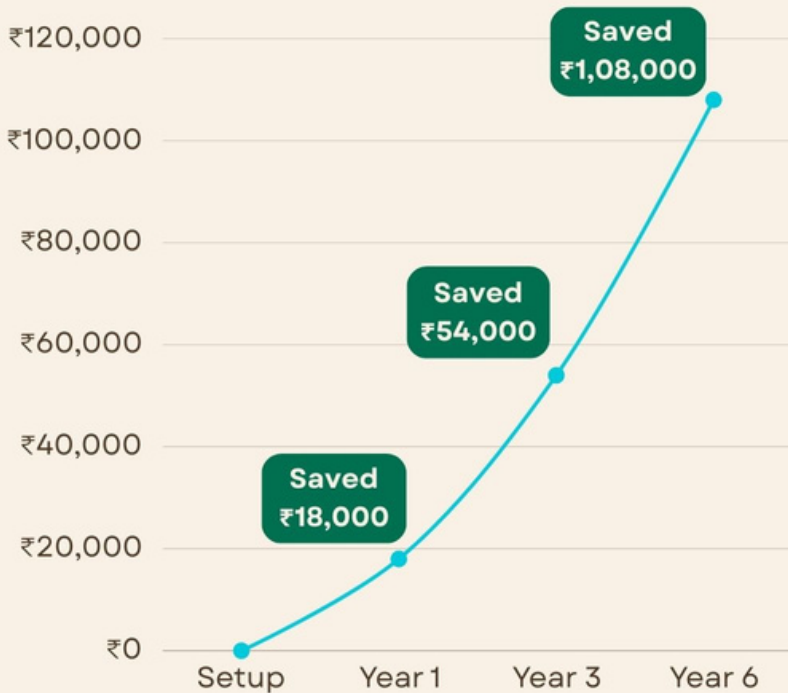 ₹120,000
Saved
₹1,08,000
₹100,000
₹80,000
Saved
₹54,000
₹60,000
₹40,000
Saved
₹18,000
₹20,000
₹0
Setup Year 1 Year 3 Year 6